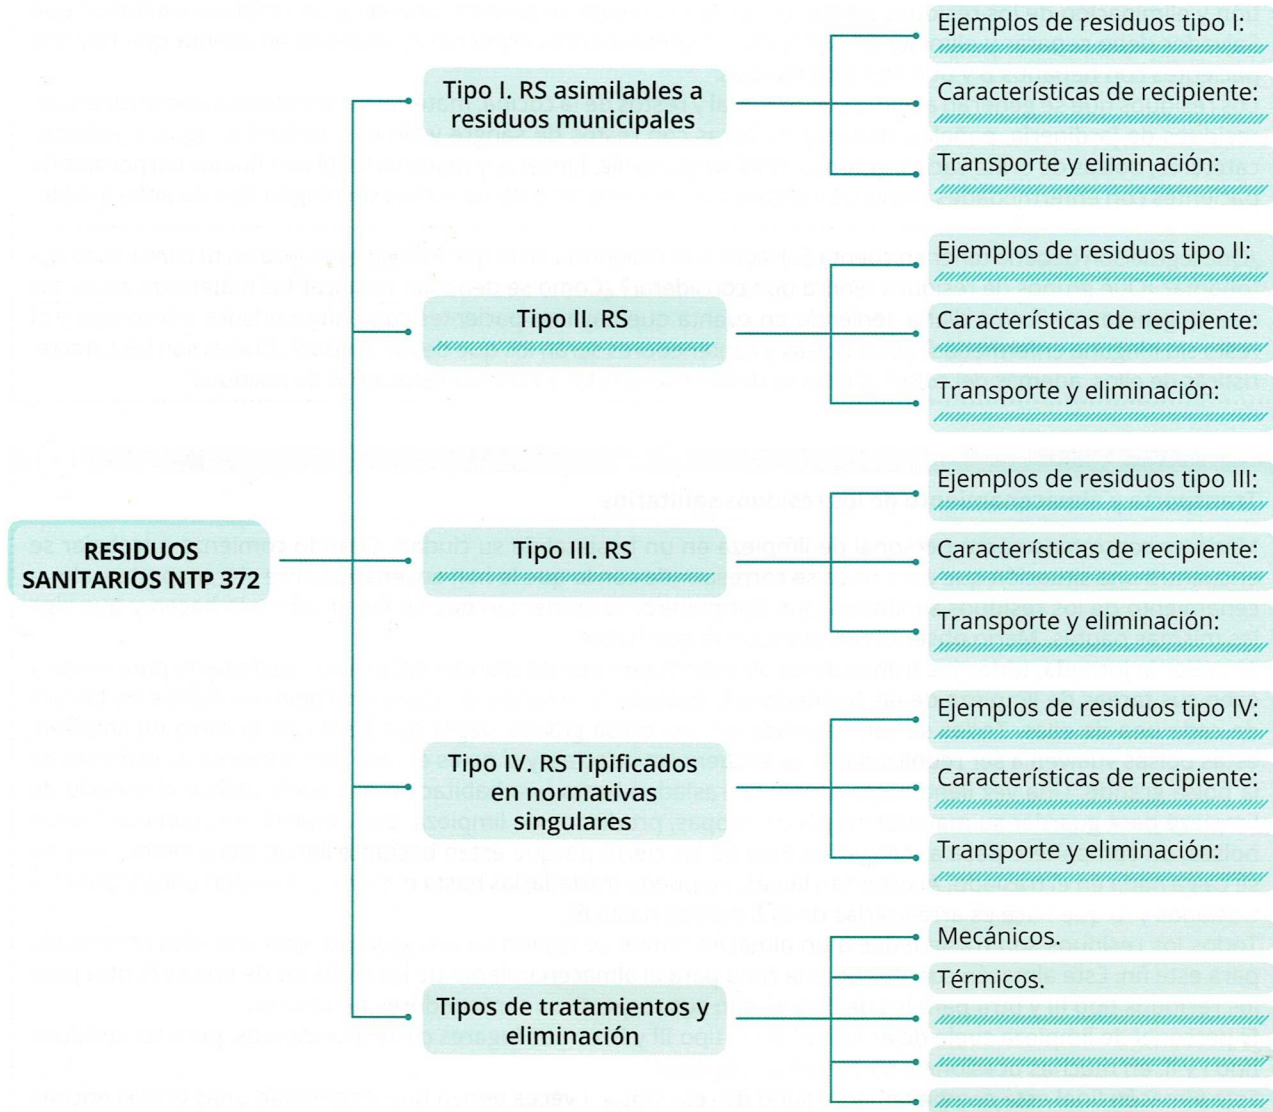 RESIDUOS
SANITARIOS NTP 372
Tipo I. RS asimilables a
residuos municipales
Ejemplos de residuos tipo I:
Características de recipiente:
Transporte y eliminación:
Tipo II. RS
Ejemplos de residuos tipo II:
Características de recipiente:
Transporte y eliminación:
Tipo III. RS
Ejemplos de residuos tipo III:
Características de recipiente:
Transporte y eliminación:
Tipo IV. RS Tipificados
en normativas
singulares
Ejemplos de residuos tipo IV:
Características de recipiente:
Transporte y eliminación:
Tipos de tratamientos y
eliminación
Mecánicos.
Térmicos.